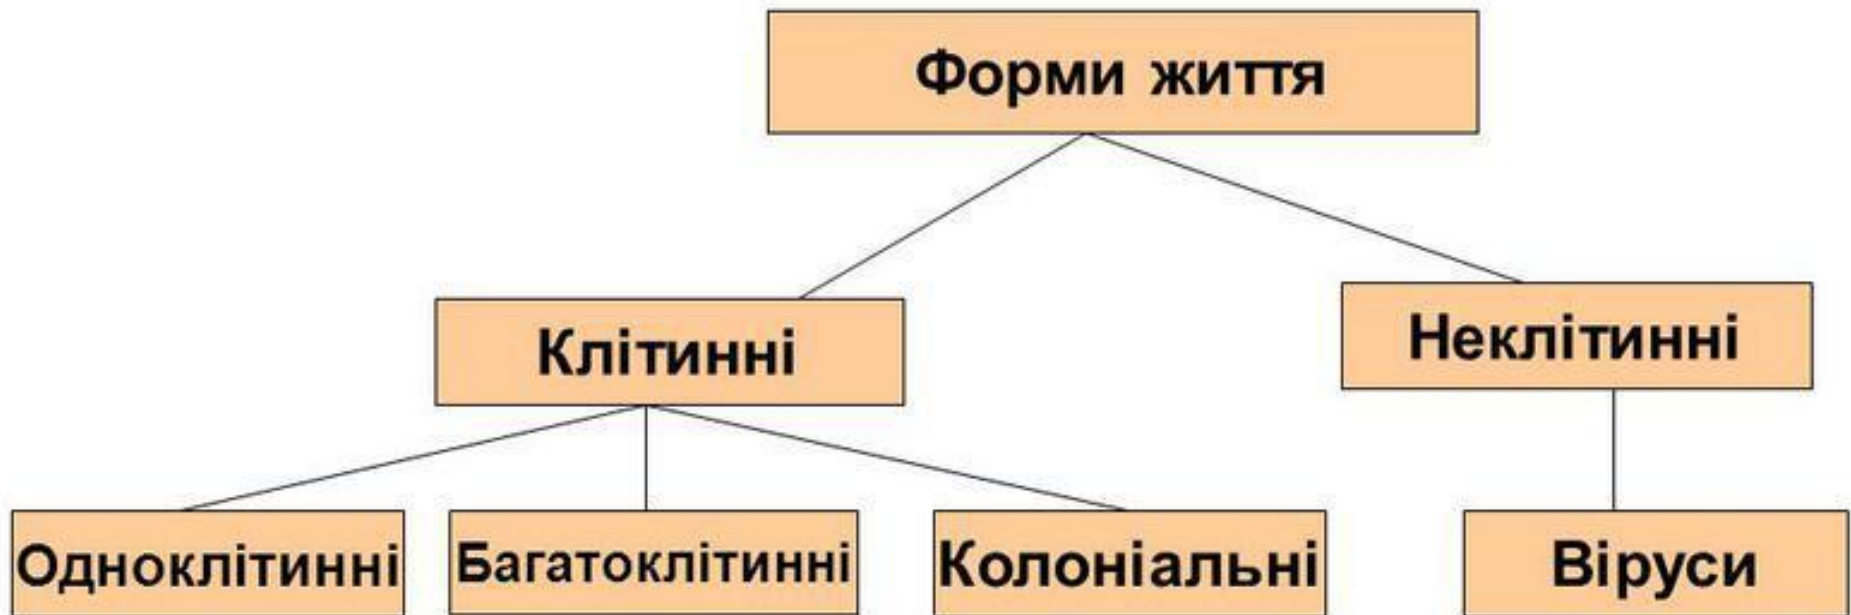 Форми життя
Клітинні
Неклітинні
Одноклітинні
Багатоклітинні
Колоніальні
Віруси